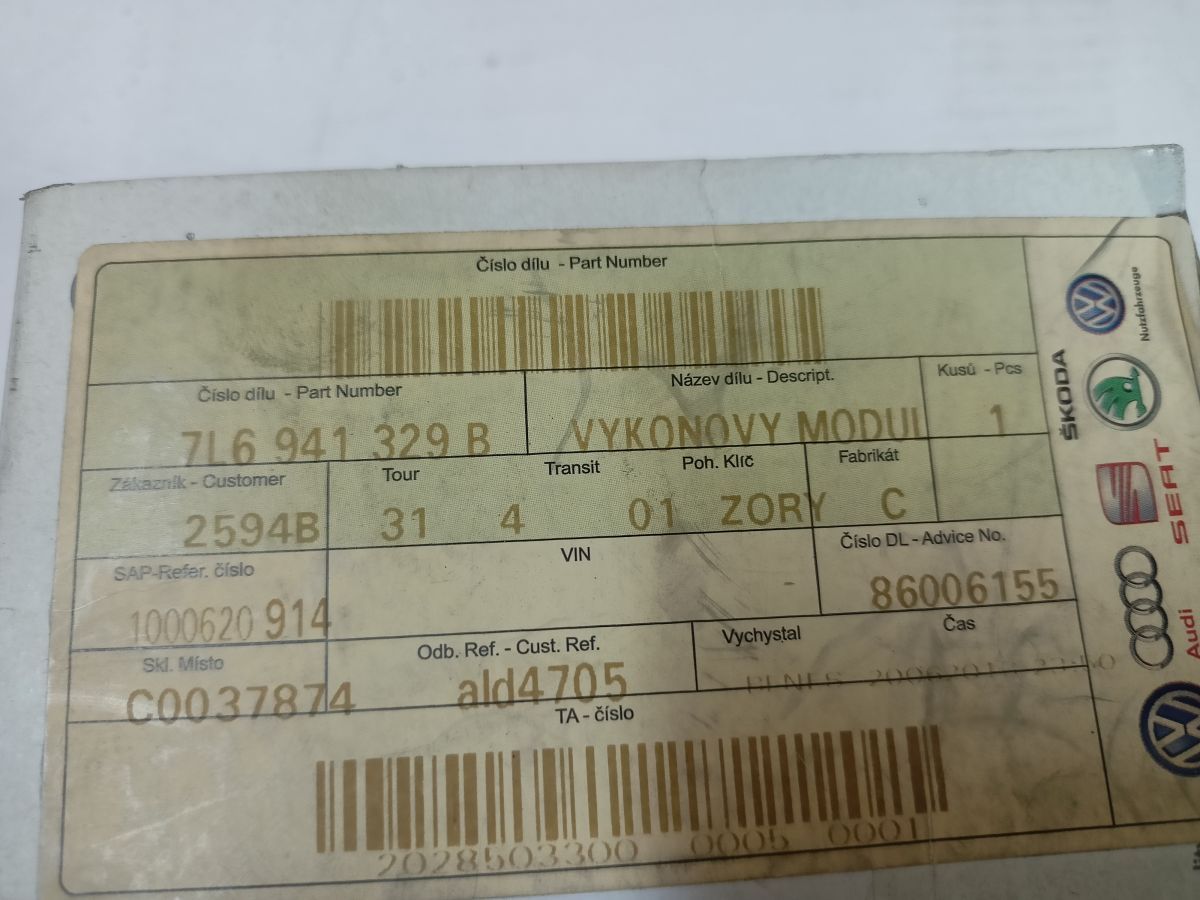 Číslo dílu - Part Number
Číslo dílu - Part Number
Název dílu - Descript.
Kusů - Pcs
7L6 941 329 B
VYKONOVY MODUL
1
Zákazník - Customer
Tour
Transit
Poh. Klíč
Fabrikát
2594B
31
4
01
ZORY
C
SAP-Refer. číslo
VIN
Číslo DL - Advice No.
1000620 914
86006155
Skl. Místo
Odb. Ref. - Cust. Ref.
Vychystal
Čas
C0037874
ald4705
TA - číslo
2028503300 0005 0001
Nutzfahrzeuge
ŠKODA
SEAT
Audi